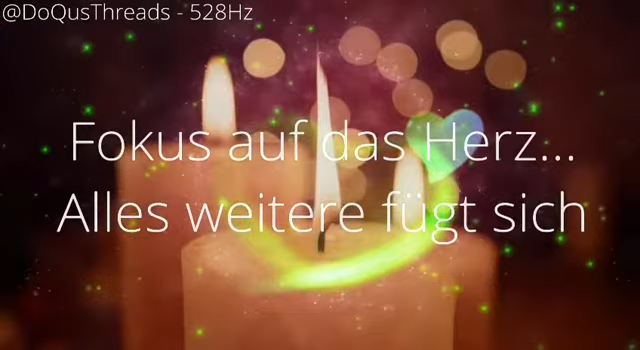 @DoQusThreads - 528Hz
Fokus auf das Herz...
Alles weitere fügt sich